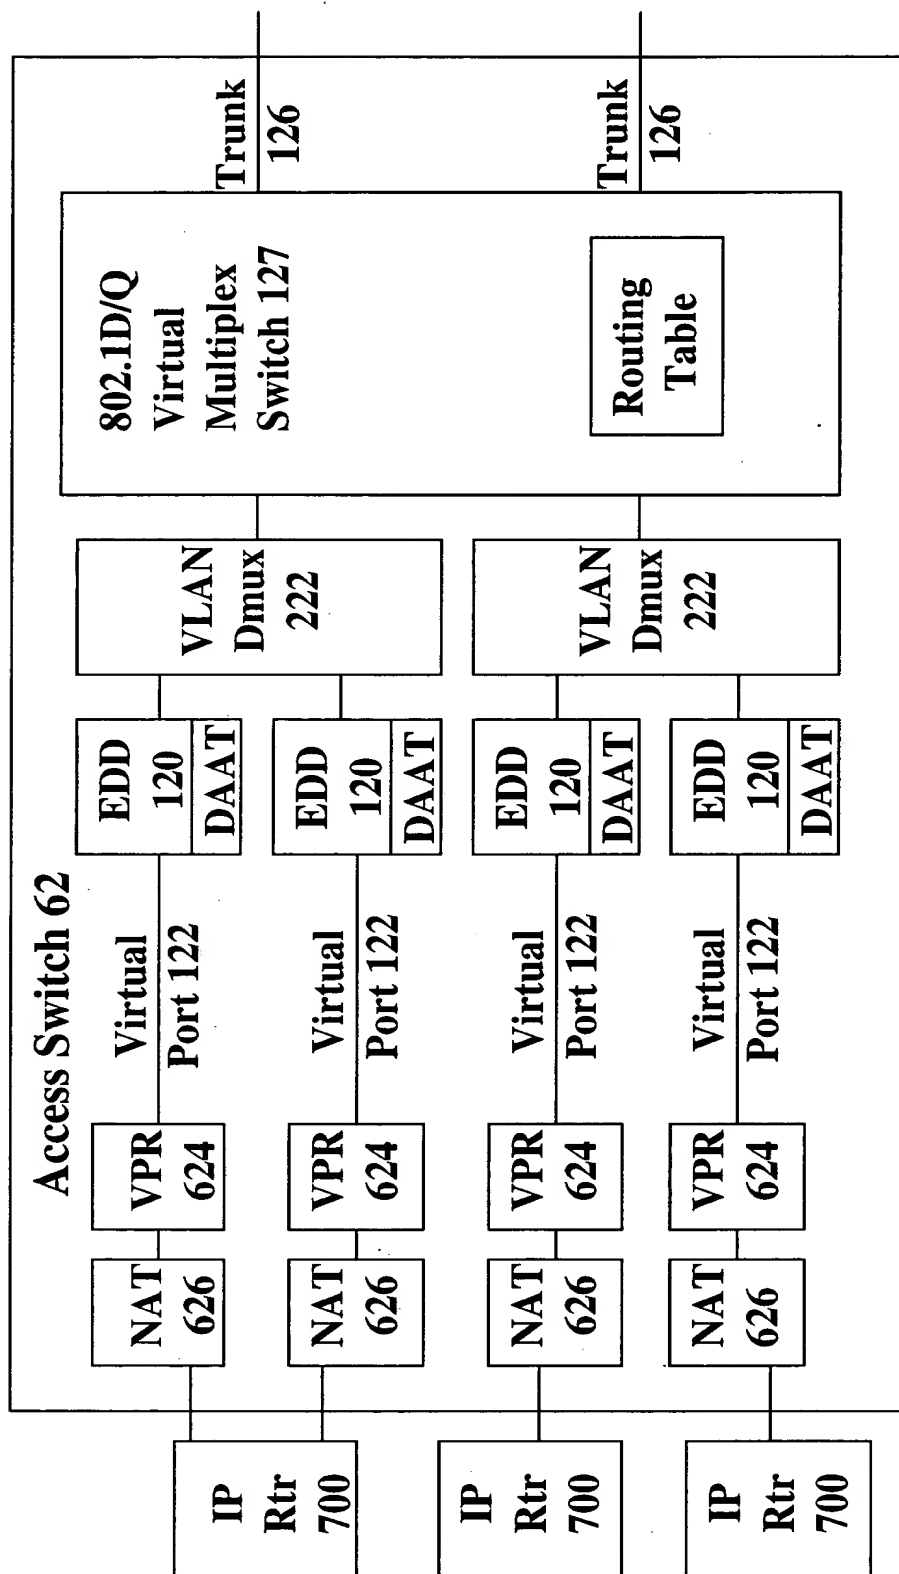 Access Switch 62
IP
Rtr
700
NAT
626
VPR
624
Virtual
Port 122
EDD
120
DAAT
NAT
626
VPR
624
Virtual
Port 122
EDD
120
DAAT
VLAN
Dmux
222
IP
Rtr
700
NAT
626
VPR
624
Virtual
Port 122
EDD
120
DAAT
IP
Rtr
700
NAT
626
VPR
624
Virtual
Port 122
EDD
120
DAAT
VLAN
Dmux
222
802.1D/Q
Virtual
Multiplex
Switch 127
Routing
Table
Trunk
126
Trunk
126